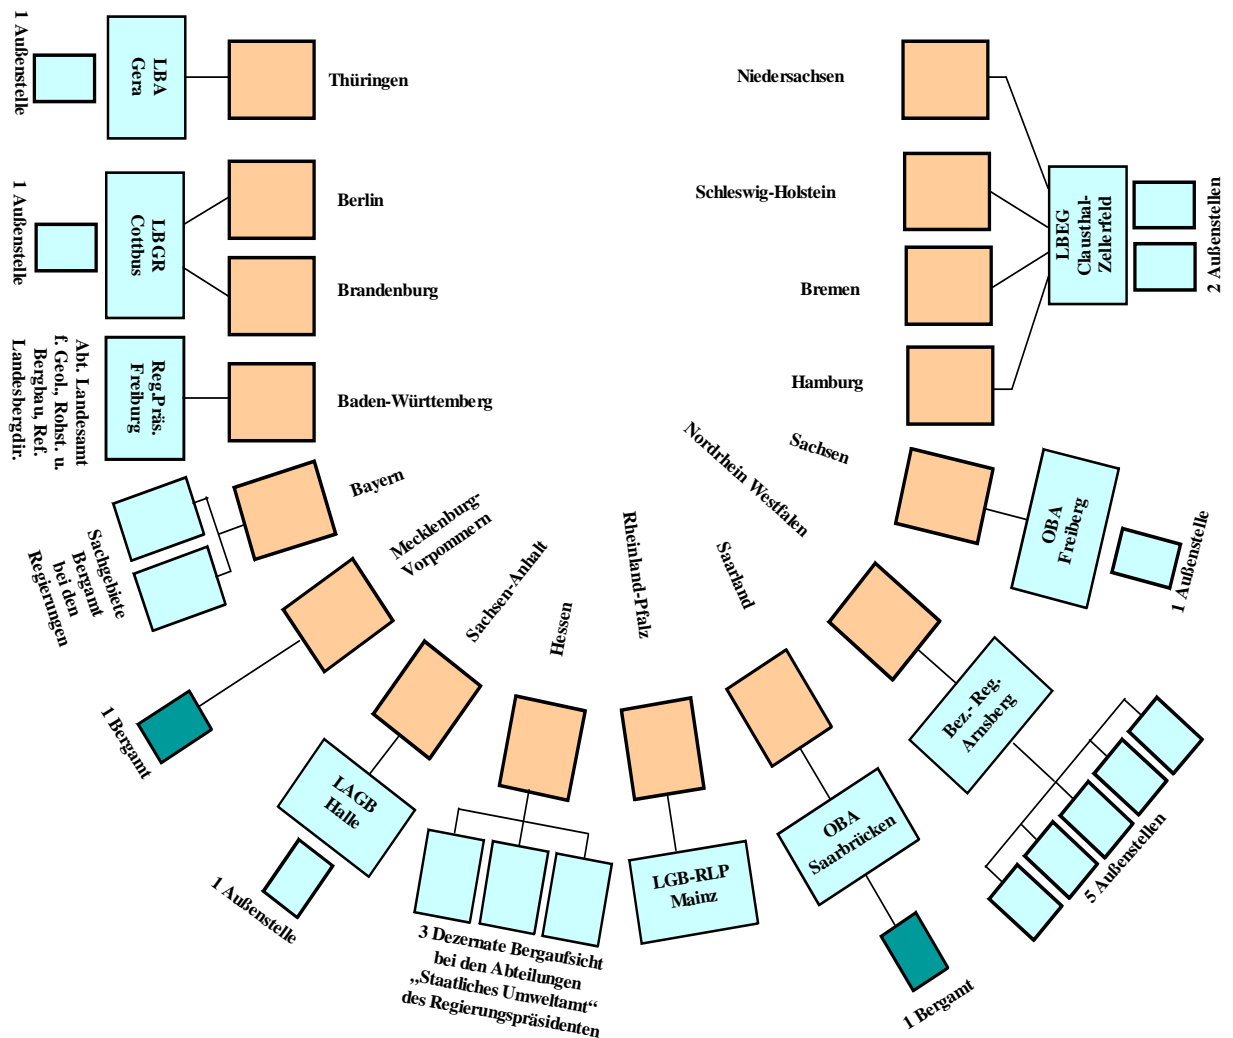 1 Außenstelle
LBA
Gera
Thüringen
1 Außenstelle
LBGR
Cottbus
Berlin
Brandenburg
Abt. Landesamt
f. Geol., Rohst. u.
Bergbau, Ref.
Landesbergdir.
Reg.Präs.
Freiburg
Baden-Württemberg
Sachgebiete
Bergamt
bei den
Regierungen
Bayern
1 Bergamt
Mecklenburg-
Vorpommern
Sachsen-Anhalt
LAGB
Halle
1 Außenstelle
Hessen
3 Dezernate Bergaufsicht
bei den Abteilungen
„Staatliches Umweltamt“
des Regierungspräsidenten
Rheinland-Pfalz
LGB-RLP
Mainz
Saarland
OBA
Saarbrücken
1 Bergamt
Nordrhein Westfalen
Bez.- Reg.
Arnsberg
5 Außenstellen
Sachsen
OBA
Freiberg
1 Außenstelle
Niedersachsen
Schleswig-Holstein
Bremen
Hamburg
LBEG
Clausthal-
Zellerfeld
2 Außenstellen